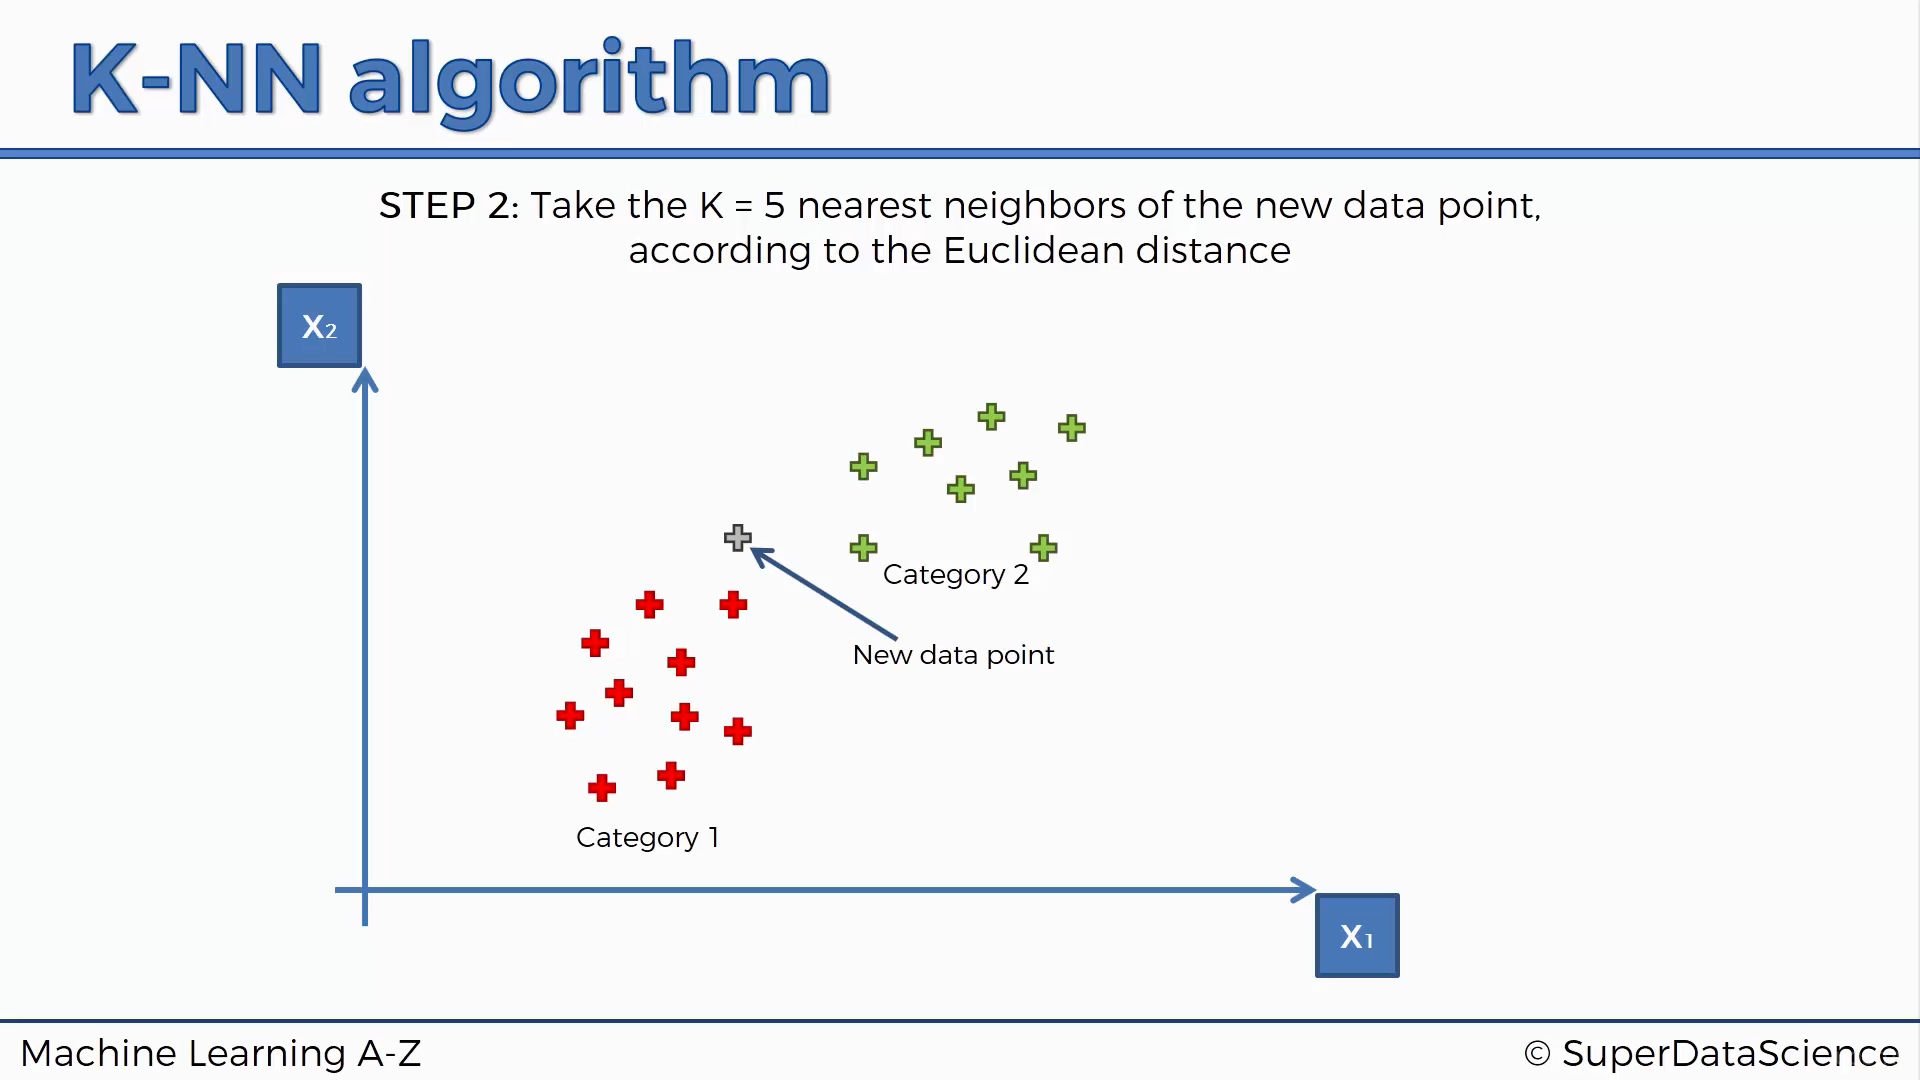 K-NN algorithm
STEP 2: Take the K = 5 nearest neighbors of the new data point,
according to the Euclidean distance
X2
Category 2
New data point
Category 1
X1
Machine Learning A-Z
© SuperDataScience